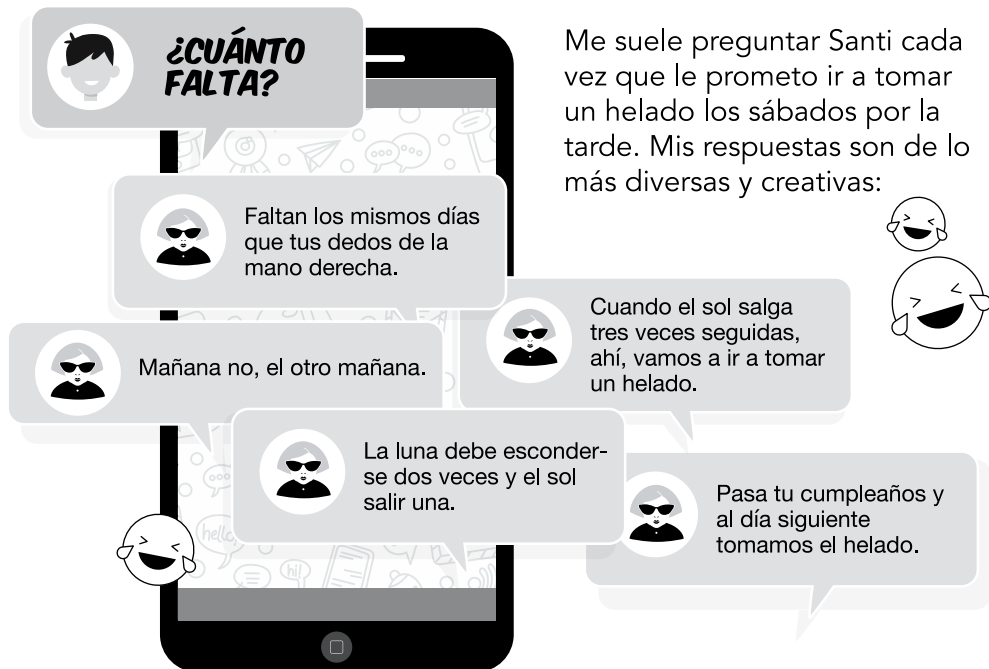 ¿CUÁNTO
FALTA?
Me suele preguntar Santi cada
vez que le prometo ir a tomar
un helado los sábados por la
tarde. Mis respuestas son de lo
más diversas y creativas:
Faltan los mismos días
que tus dedos de la
mano derecha.
Cuando el sol salga
tres veces seguidas,
ahí, vamos a ir a tomar
un helado.
Mañana no, el otro mañana.
La luna debe esconder-
se dos veces y el sol
salir una.
Pasa tu cumpleaños y
al día siguiente
tomamos el helado.
hello
hi!